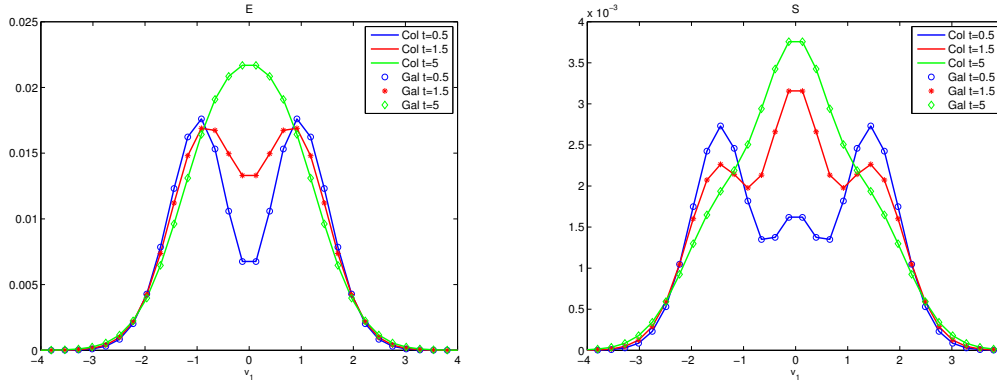 E
0.025
0.02
0.015
0.01
0.005
0
−4 −3 −2 −1 0 1 2 3 4
v1
Col t=0.5
Col t=1.5
Col t=5
Gal t=0.5
Gal t=1.5
Gal t=5
S
4 x 10⁻³
3.5
3
2.5
2
1.5
1
0.5
0
−4 −3 −2 −1 0 1 2 3
v1
Col t=0.5
Col t=1.5
Col t=5
Gal t=0.5
Gal t=1.5
Gal t=5